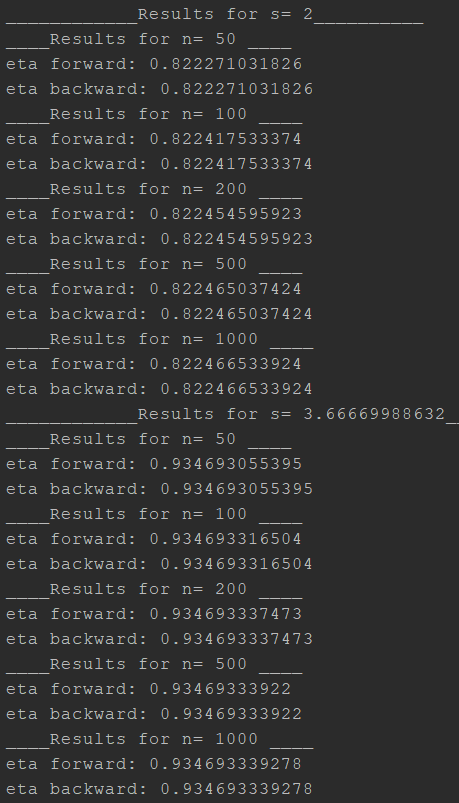 ____________Results for s= 2__________
____Results for n= 50 ____
eta forward: 0.822271031826
eta backward: 0.822271031826
____Results for n= 100 ____
eta forward: 0.822417533374
eta backward: 0.822417533374
____Results for n= 200 ____
eta forward: 0.822454595923
eta backward: 0.822454595923
____Results for n= 500 ____
eta forward: 0.822465037424
eta backward: 0.822465037424
____Results for n= 1000 ____
eta forward: 0.822466533924
eta backward: 0.822466533924
____________Results for s= 3.66669988632__
____Results for n= 50 ____
eta forward: 0.934693055395
eta backward: 0.934693055395
____Results for n= 100 ____
eta forward: 0.934693316504
eta backward: 0.934693316504
____Results for n= 200 ____
eta forward: 0.934693337473
eta backward: 0.934693337473
____Results for n= 500 ____
eta forward: 0.93469333922
eta backward: 0.93469333922
____Results for n= 1000 ____
eta forward: 0.934693339278
eta backward: 0.934693339278